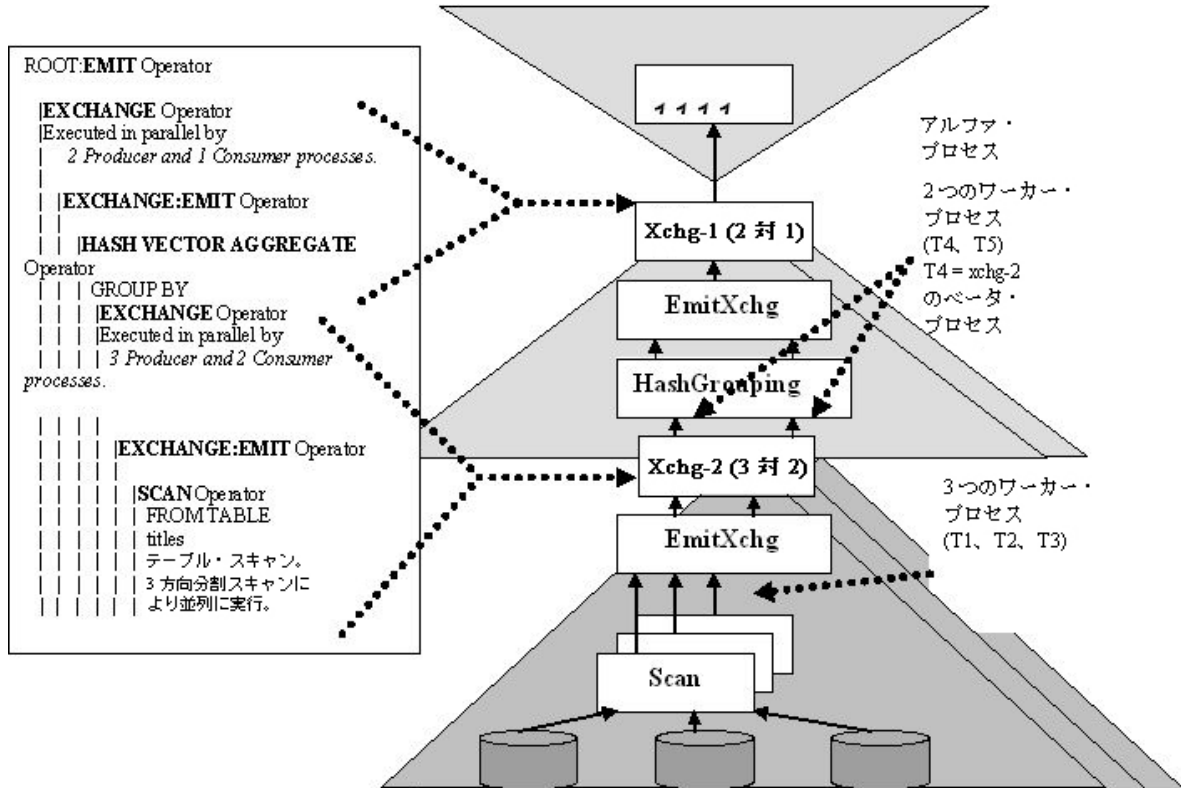 ROOT:EMIT Operator
|EXCHANGE Operator
|Executed in parallel by
| 2 Producer and 1 Consumer processes.
|
| |EXCHANGE:EMIT Operator
| |
| | |HASH VECTOR AGGREGATE
Operator
| | | GROUP BY
| | | |EXCHANGE Operator
| | | |Executed in parallel by
| | | | 3 Producer and 2 Consumer
processes.
| | | |
| | | | |EXCHANGE:EMIT Operator
| | | | |
| | | | | |SCAN Operator
| | | | | | FROM TABLE
| | | | | | titles
| | | | | | テーブル・スキャン。
| | | | | | 3 方向分割スキャンに
| | | | | | より並列に実行。
Xchg-1 (2 対 1)
EmitXchg
HashGrouping
Xchg-2 (3 対 2)
EmitXchg
Scan
アルファ・
プロセス
2 つのワーカー・
プロセス
(T4、T5)
T4 = xchg-2
のベータ・
プロセス
3 つのワーカー・
プロセス
(T1、T2、T3)